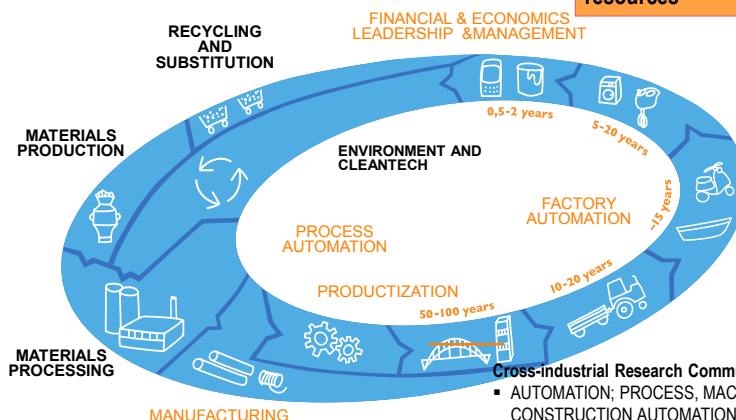 resources
FINANCIAL & ECONOMICS
LEADERSHIP &MANAGEMENT
RECYCLING
AND
SUBSTITUTION
0,5-2 years
5-20 years
MATERIALS
PRODUCTION
ENVIRONMENT AND
CLEANTECH
~15 years
FACTORY
AUTOMATION
PROCESS
AUTOMATION
10-20 years
PRODUCTIZATION
50-100 years
MATERIALS
PROCESSING
Cross-industrial Research Commu
▪ AUTOMATION; PROCESS, MAC
CONSTRUCTION AUTOMATION
MANUFACTURING